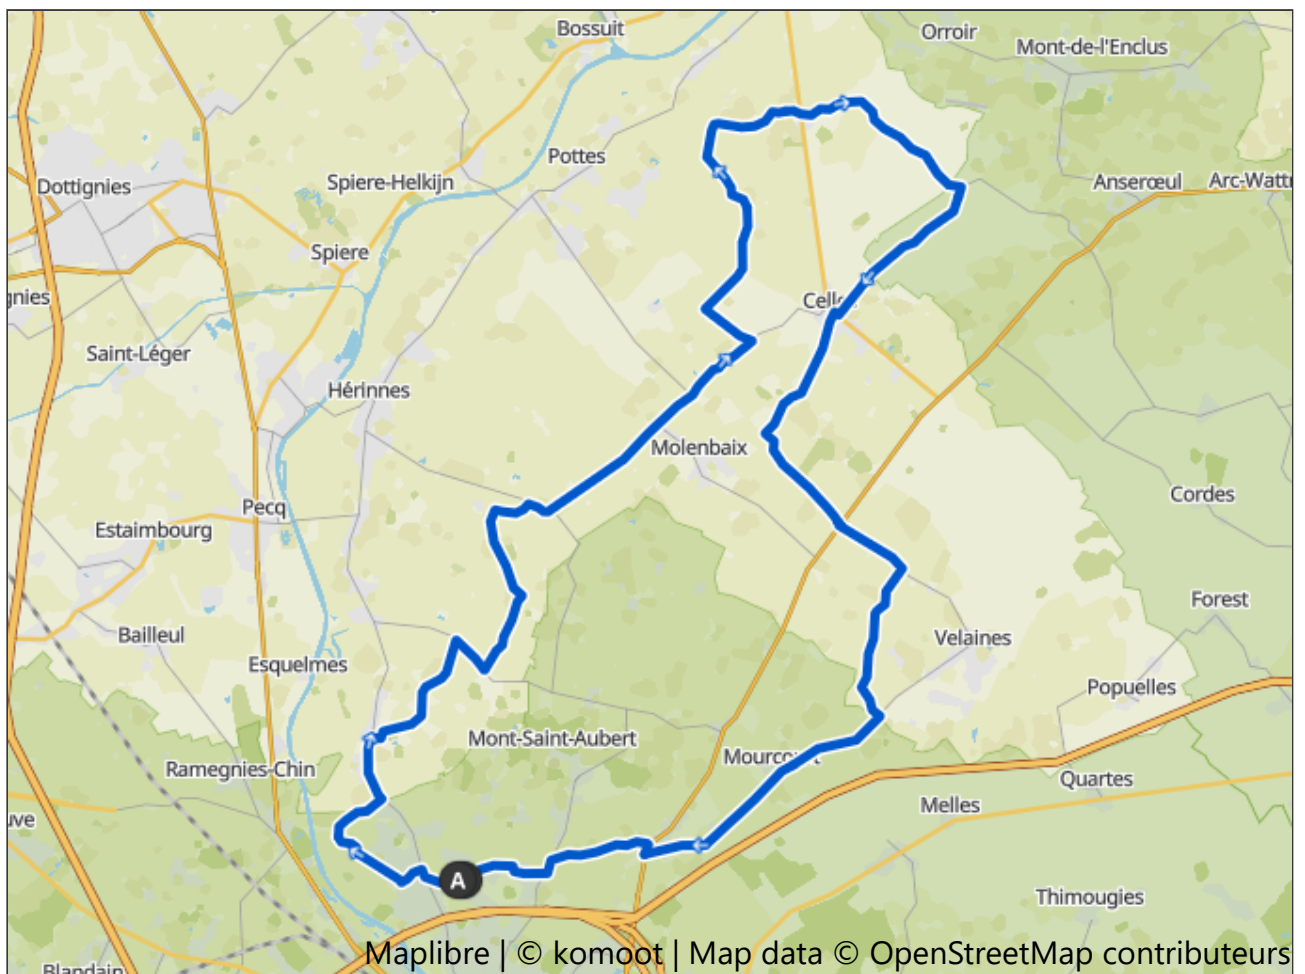 Bossuit
Orroir
Mont-de-l'Enclus
Pottes
Dottignies
Spiere-Helkijn
Anserœul
Spiere
Saint-Léger
Hérinnes
Molenbaix
Cordes
Pecq
Estaimbourg
Forest
Bailleul
Velaines
Esquelmes
Popuelles
Mont-Saint-Aubert
Ramegnies-Chin
Quartes
Melles
A
Thimougies
Maplibre | © komoot | Map data © OpenStreetMap contributeurs